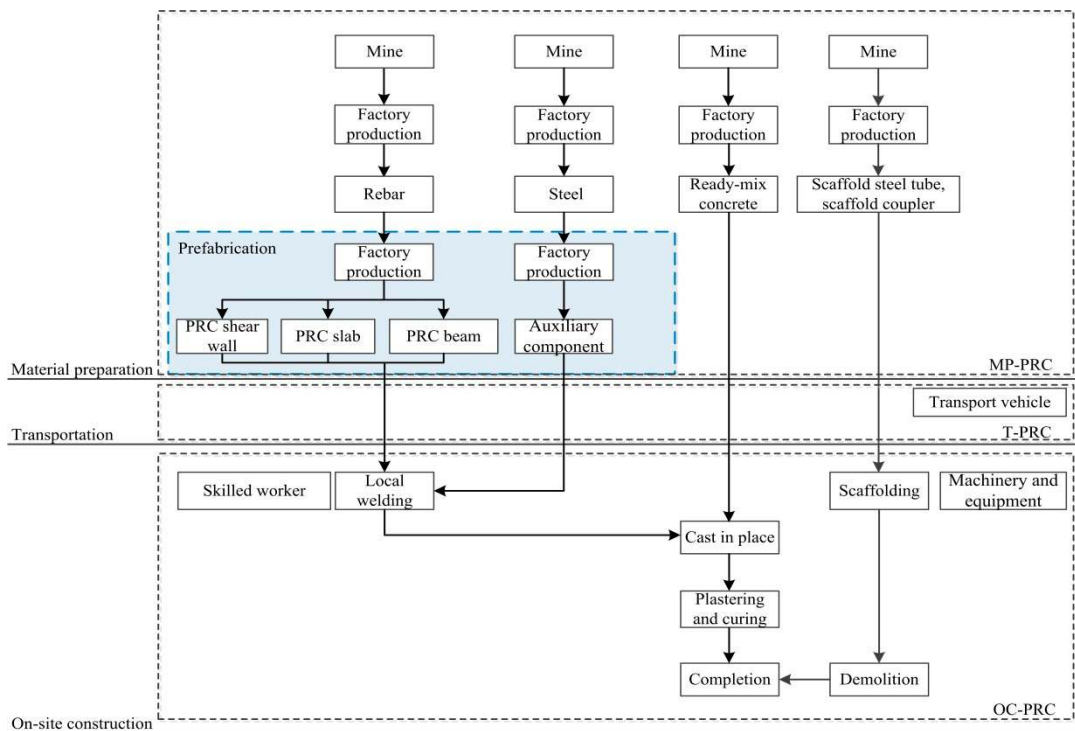 Mine
Mine
Mine
Mine
Factory
production
Factory
production
Factory
production
Factory
production
Rebar
Steel
Ready-mix
concrete
Scaffold steel tube,
scaffold coupler
Prefabrication
Factory
production
Factory
production
PRC shear
wall
PRC slab
PRC beam
Auxiliary
component
Material preparation
MP-PRC
Transport vehicle
Transportation
T-PRC
Skilled worker
Local
welding
Scaffolding
Machinery and
equipment
Cast in place
Plastering
and curing
Completion
Demolition
On-site construction
OC-PRC